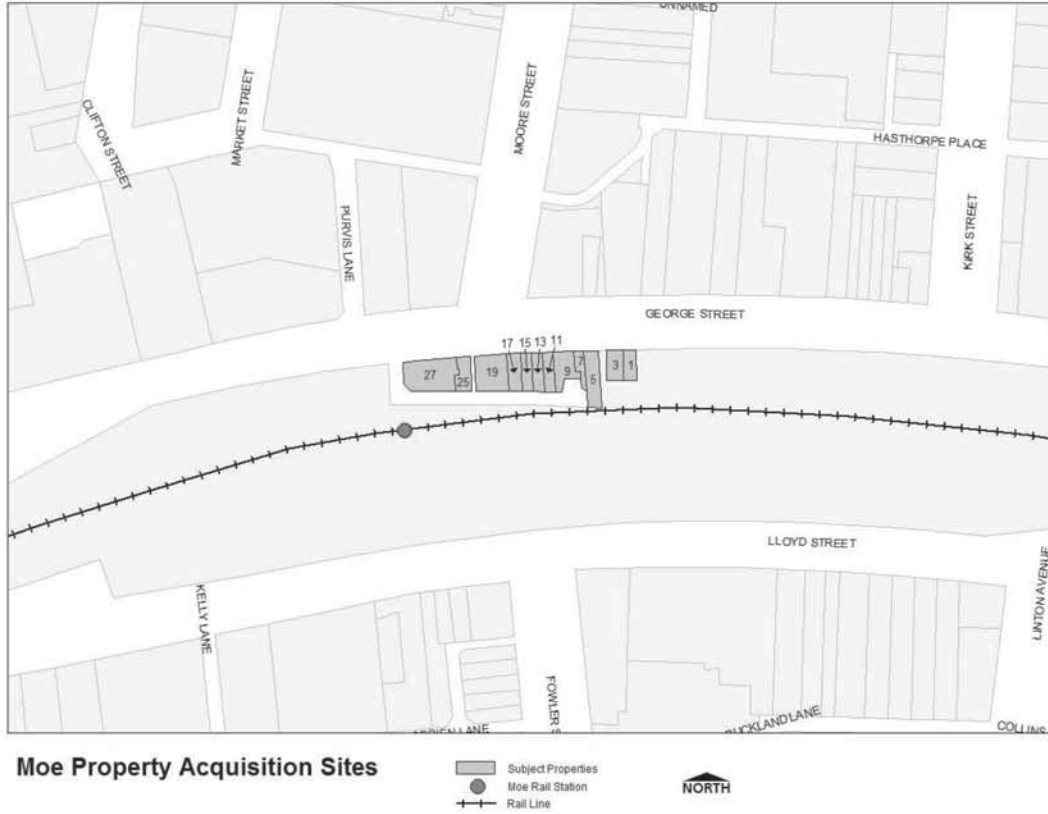 UNNAMED
CLIFTON STREET
MARKET STREET
MOORE STREET
HASTHORPE PLACE
PURVIS LANE
KIRK STREET
GEORGE STREET
17 15 13 11
27 25 19 9 7 5 3 1
LLOYD STREET
LINTON AVENUE
KELLY LANE
FOWLER S
BUCKLAND LANE
COLLINS
Moe Property Acquisition Sites
Subject Properties
Moe Rail Station
Rail Line
NORTH